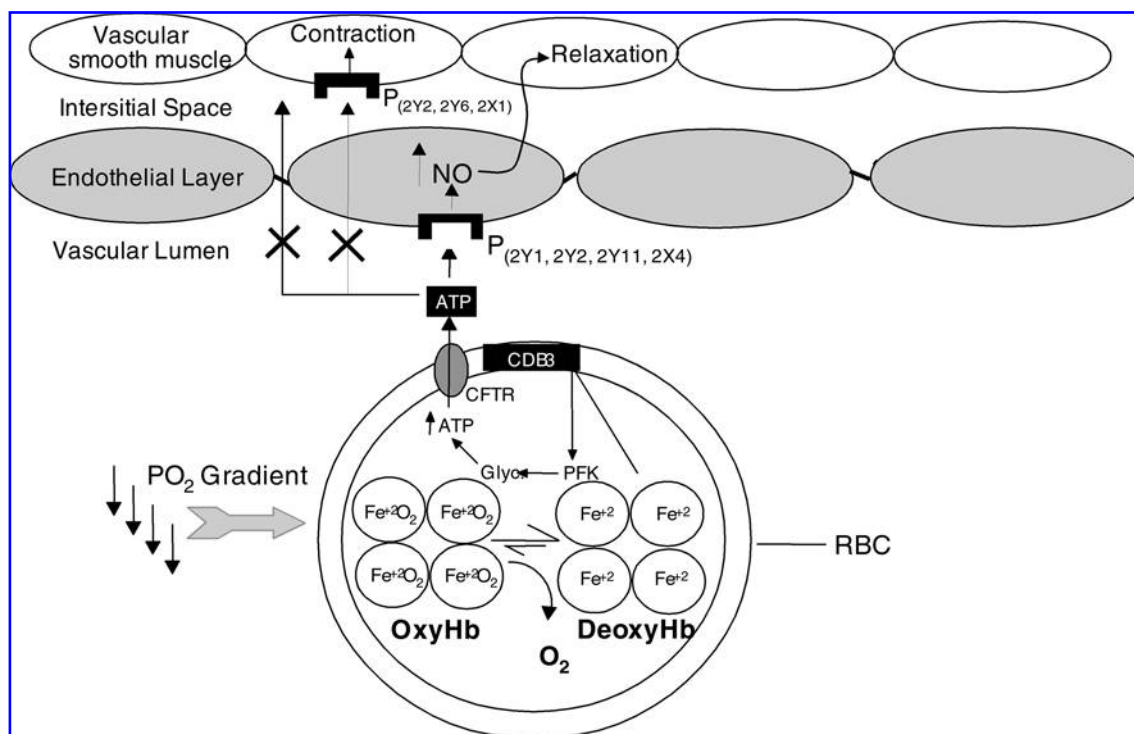 Vascular
smooth muscle
Contraction
Relaxation
P(2Y2, 2Y6, 2X1)
Intersitial Space
Endothelial Layer
NO
Vascular Lumen
P(2Y1, 2Y2, 2Y11, 2X4)
ATP
CDB3
CFTR
ATP
Glyc.
PFK
PO2 Gradient
Fe+2O2 Fe+2O2 Fe+2 Fe+2
Fe+2O2 Fe+2O2 Fe+2 Fe+2
RBC
OxyHb
DeoxyHb
O2